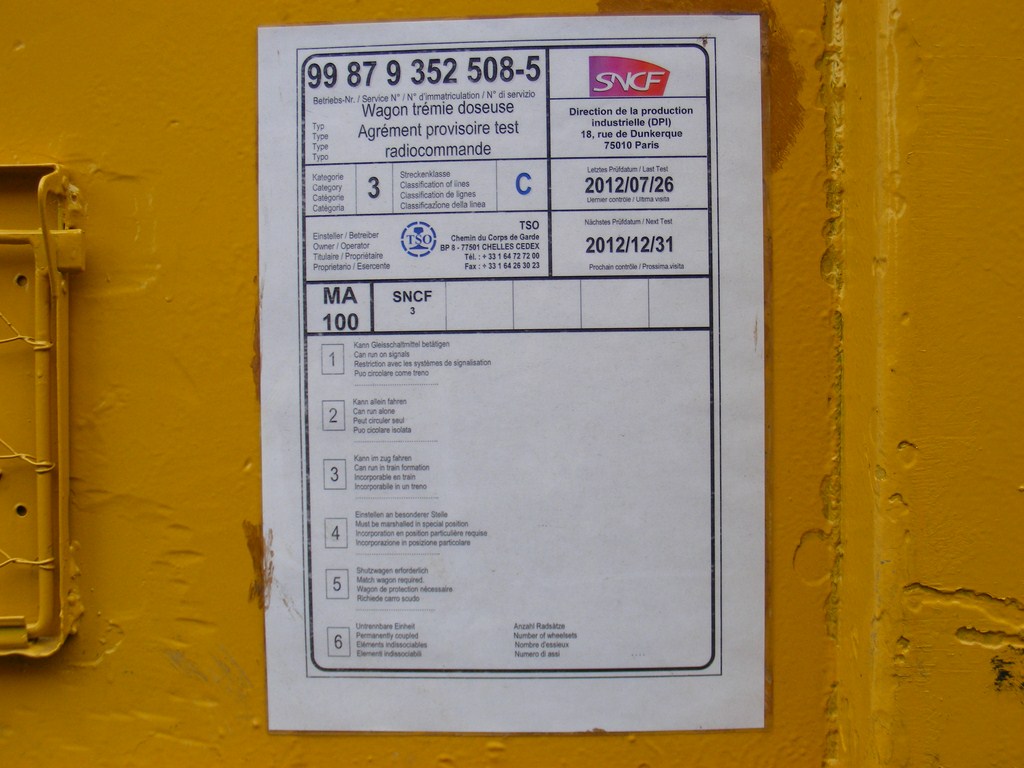 99 87 9 352 508-5
Betriebs-Nr. / Service N° / N° d'immatriculation / N° di servizio
Typ
Type
Type
Typo
Wagon trémie doseuse
Agrément provisoire test
radiocommande
SNCF
Direction de la production
industrielle (DPI)
18, rue de Dunkerque
75010 Paris
Kategorie
Category
Catégorie
Catégoria
3
Streckenklasse
Classification of lines
Classification de lignes
Classificazione della linea
C
Letztes Prüfdatum / Last Test
2012/07/26
Dernier contrôle / Ultima visita
Einsteller / Betreiber
Owner / Operator
Titulaire / Propriétaire
Proprietario / Esercente
TSO
TSO
Chemin du Corps de Garde
BP 8 - 77501 CHELLES CEDEX
Tél. : + 33 1 64 72 72 00
Fax : + 33 1 64 26 30 23
Nächstes Prüfdatum / Next Test
2012/12/31
Prochain contrôle / Prossima visita
MA
100
SNCF
3
1
Kann Gleisschaltmittel betätigen
Can run on signals
Restriction avec les systèmes de signalisation
Puo circolare come treno
2
Kann allein fahren
Can run alone
Peut circuler seul
Puo cicolare isolata
3
Kann im zug fahren
Can run in train formation
Incorporable en train
Incorporabile in un treno
4
Einstellen an besonderer Stelle
Must be marshalled in special position
Incorporation en position particulière requise
Incorporazione in posizione particolare
5
Shutzwagen erforderlich
Match wagon required.
Wagon de protection nécessaire
Richiede carro scudo
6
Untrennbare Einheit
Permanently coupled
Eléments indissociables
Elementi indissociabili
Anzahl Radsätze
Number of wheelsets
Nombre d'essieux
Numero di assi